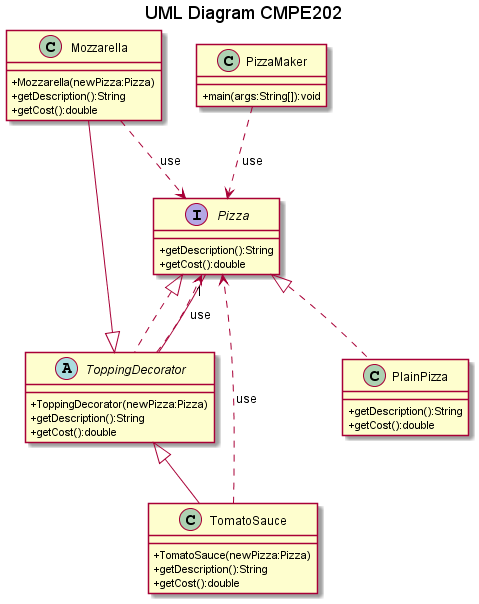 UML Diagram CMPE202
C Mozzarella
+Mozzarella(newPizza:Pizza)
+getDescription():String
+getCost():double
C PizzaMaker
+main(args:String[]):void
use
use
I Pizza
+getDescription():String
+getCost():double
1
use
A ToppingDecorator
+ToppingDecorator(newPizza:Pizza)
+getDescription():String
+getCost():double
C PlainPizza
+getDescription():String
+getCost():double
use
C TomatoSauce
+TomatoSauce(newPizza:Pizza)
+getDescription():String
+getCost():double